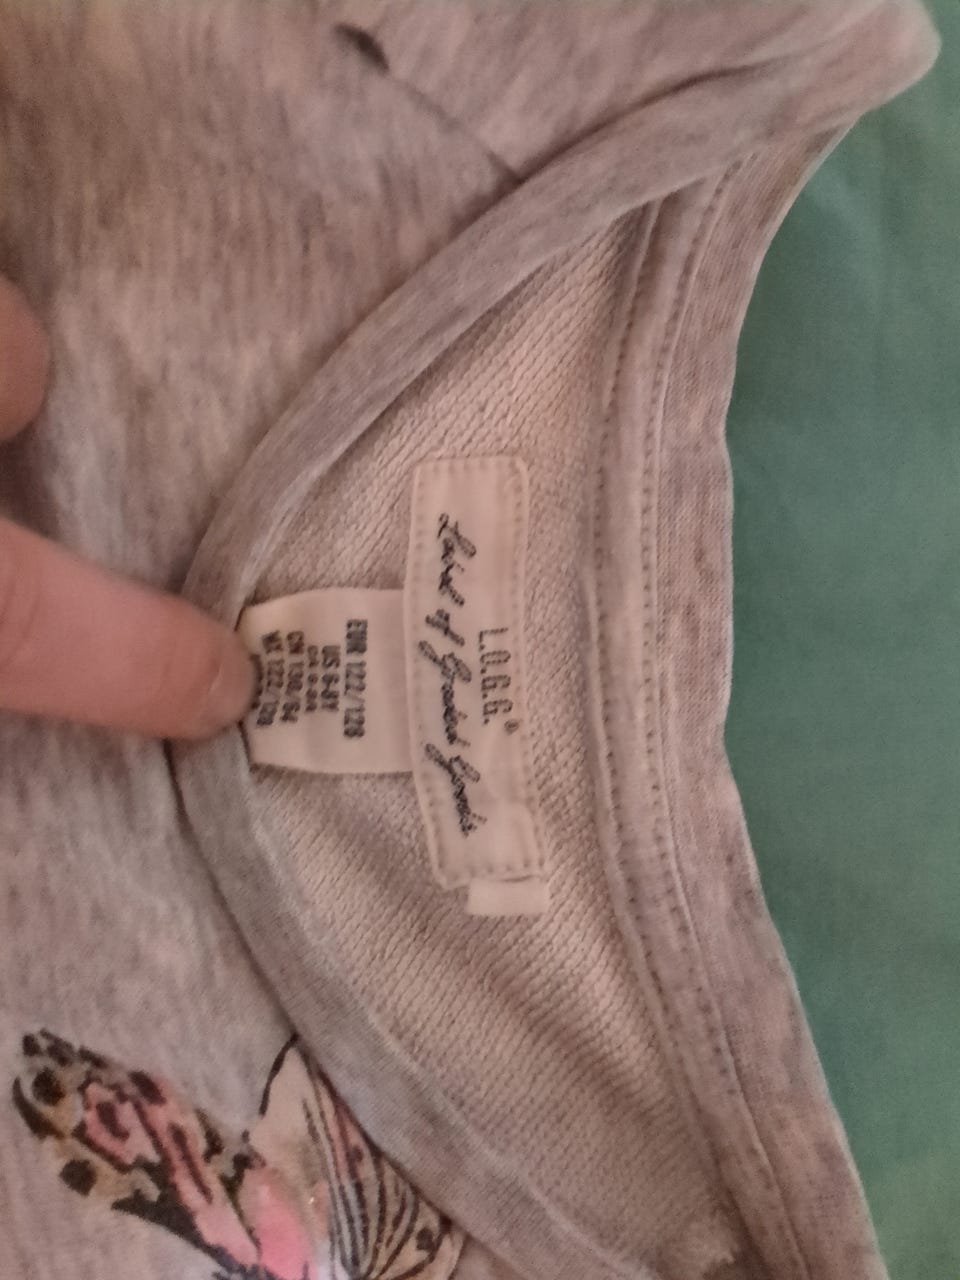 L.O.G.G.®
Label of Graded Goods
EUR 122/128
US 6-8Y
CN 130/64
MX 122/128